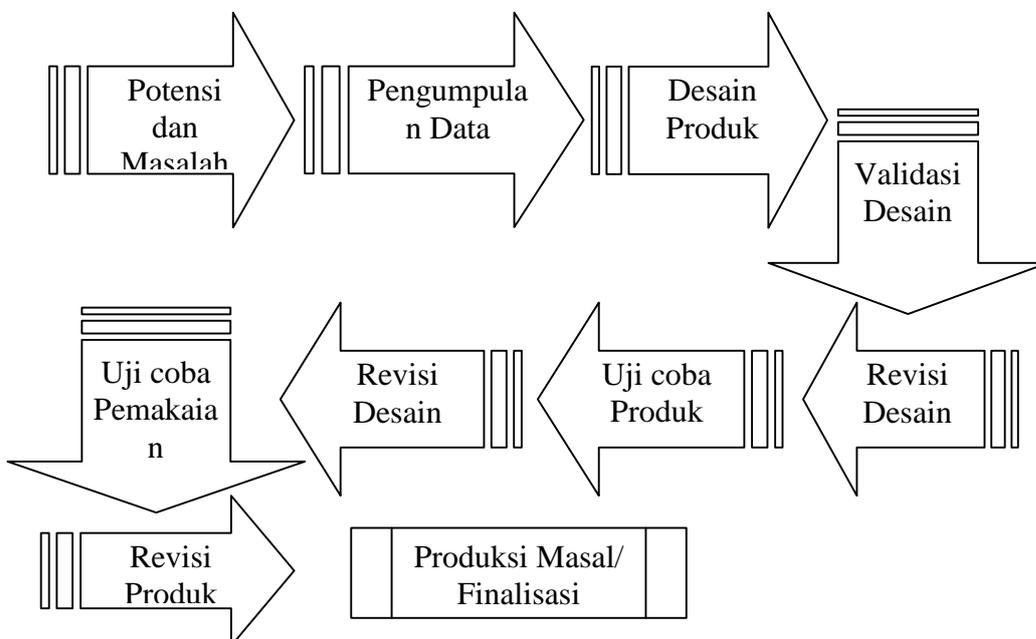 Potensi
dan
Masalah
Pengumpula
n Data
Desain
Produk
Validasi
Desain
Revisi
Desain
Uji coba
Produk
Revisi
Desain
Uji coba
Pemakaia
n
Revisi
Produk
Produksi Masal/
Finalisasi